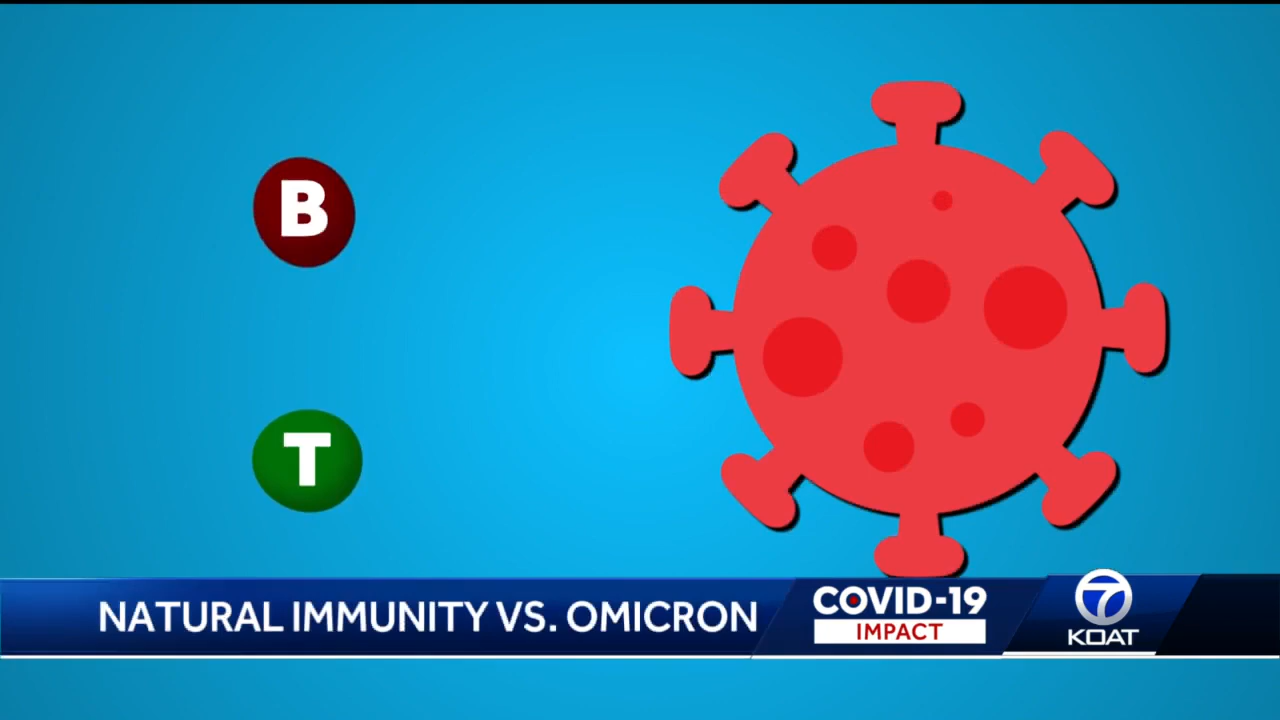 B
T
NATURAL IMMUNITY VS. OMICRON
COVID-19
IMPACT
7
KOAT